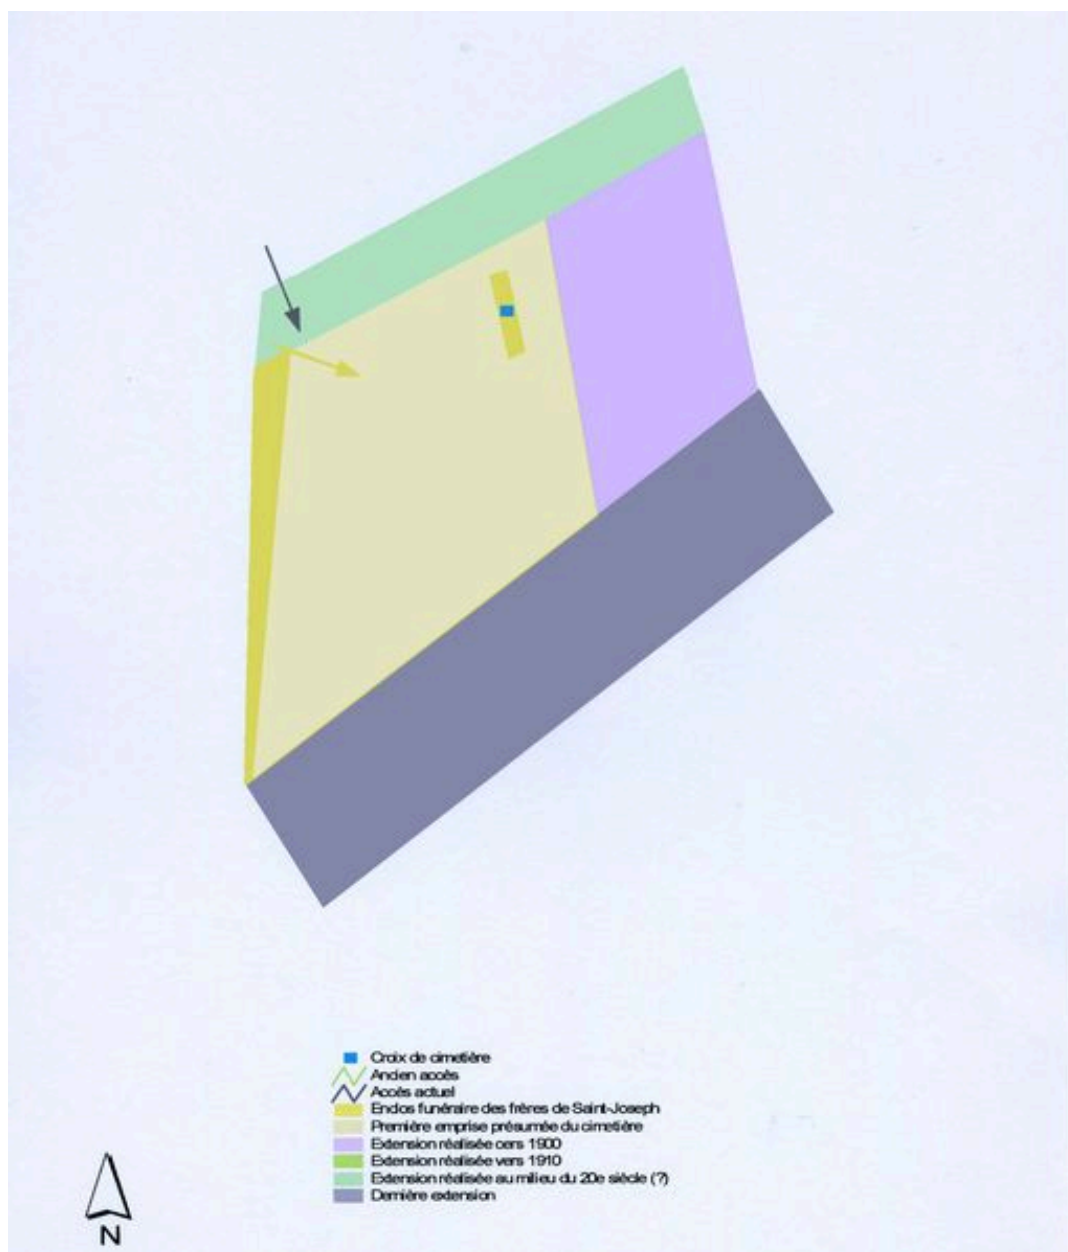 Croix de cimetière
Ancien accès
Accès actuel
Enclos funéraire des frères de Saint-Joseph
Première emprise présumée du cimetière
Extension réalisée cers 1900
Extension réalisée vers 1910
Extension réalisée au milieu du 20e siècle (?)
Dernière extension
N